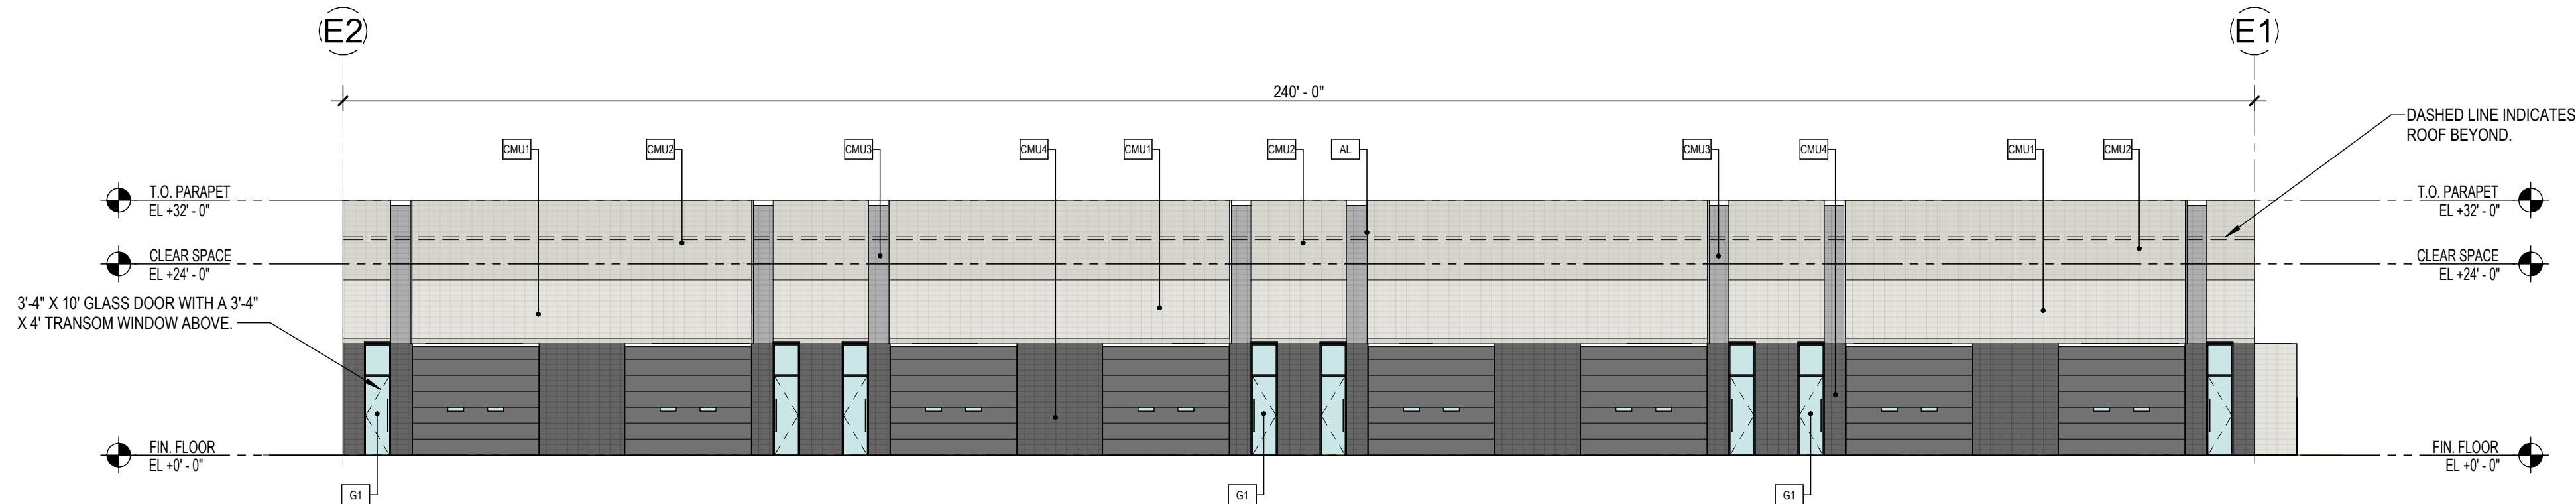 E2
E1
240' - 0"
DASHED LINE INDICATES
ROOF BEYOND.
CMU1
CMU2
CMU3
CMU4
CMU1
CMU2
AL
CMU3
CMU4
CMU1
CMU2
T.O. PARAPET
EL +32' - 0"
T.O. PARAPET
EL +32' - 0"
CLEAR SPACE
EL +24' - 0"
CLEAR SPACE
EL +24' - 0"
3'-4" X 10' GLASS DOOR WITH A 3'-4"
X 4' TRANSOM WINDOW ABOVE.
FIN. FLOOR
EL +0' - 0"
FIN. FLOOR
EL +0' - 0"
G1
G1
G1